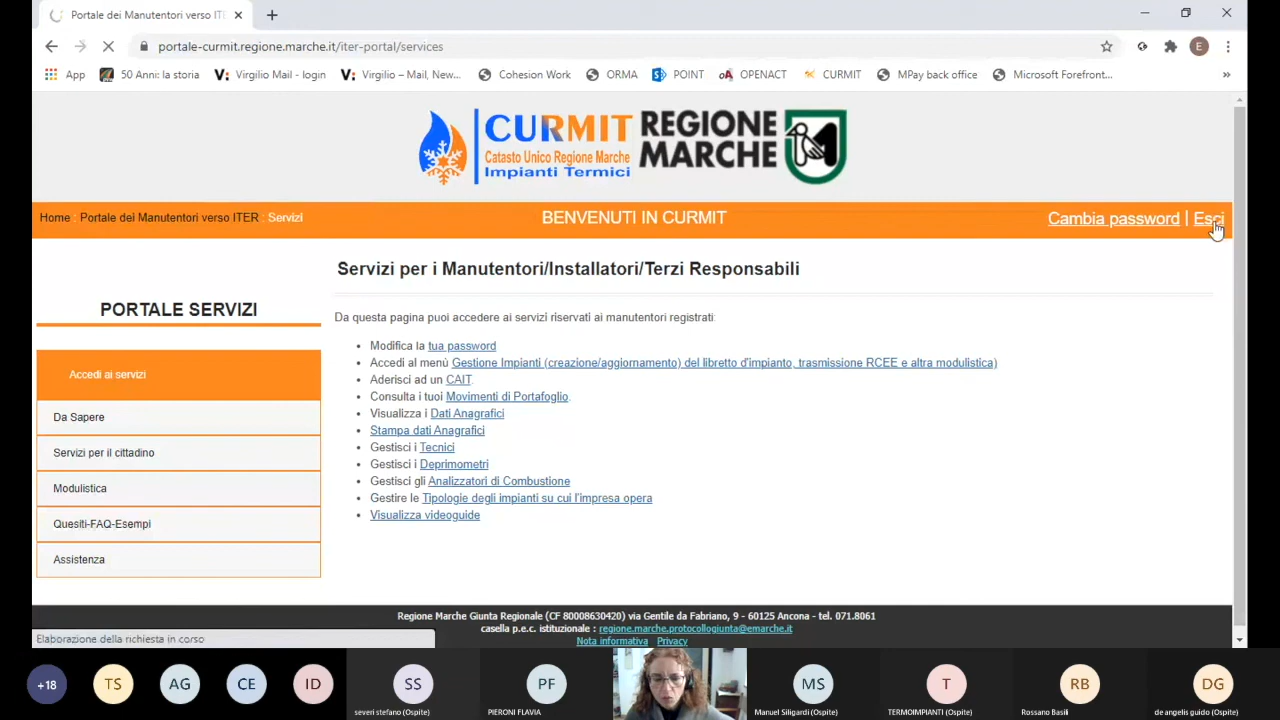 Portale dei Manutentori verso ITE
portale-curmit.regione.marche.it/iter-portal/services
E
App 50 Anni: la storia Virgilio Mail - login Virgilio – Mail, New... Cohesion Work ORMA POINT OPENACT CURMIT MPay back office Microsoft Forefront... »
CURMIT
Catasto Unico Regione Marche
Impianti Termici
REGIONE
MARCHE
Home Portale dei Manutentori verso ITER Servizi BENVENUTI IN CURMIT Cambia password | Esci
PORTALE SERVIZI
Accedi ai servizi
Da Sapere
Servizi per il cittadino
Modulistica
Quesiti-FAQ-Esempi
Assistenza
Servizi per i Manutentori/Installatori/Terzi Responsabili
Da questa pagina puoi accedere ai servizi riservati ai manutentori registrati:
• Modifica la tua password
• Accedi al menù Gestione Impianti (creazione/aggiornamento) del libretto d'impianto, trasmissione RCEE e altra modulistica)
• Aderisci ad un CAIT.
• Consulta i tuoi Movimenti di Portafoglio.
• Visualizza i Dati Anagrafici
• Stampa dati Anagrafici
• Gestisci i Tecnici
• Gestisci i Deprimometri
• Gestisci gli Analizzatori di Combustione
• Gestire le Tipologie degli impianti su cui l'impresa opera
• Visualizza videoguide
Regione Marche Giunta Regionale (CF 80008630420) via Gentile da Fabriano, 9 - 60125 Ancona - tel. 071.8061
casella p.e.c. istituzionale : regione.marche.protocollogiunta@emarche.it
Nota informativa Privacy
Elaborazione della richiesta in corso
+18 TS AG CE ID SS PF MS T RB DG
severi stefano (Ospite) PIERONI FLAVIA Manuel Siligardi (Ospite) TERMOIMPIANTI (Ospite) Rossano Basili de angelis guido (Ospite)